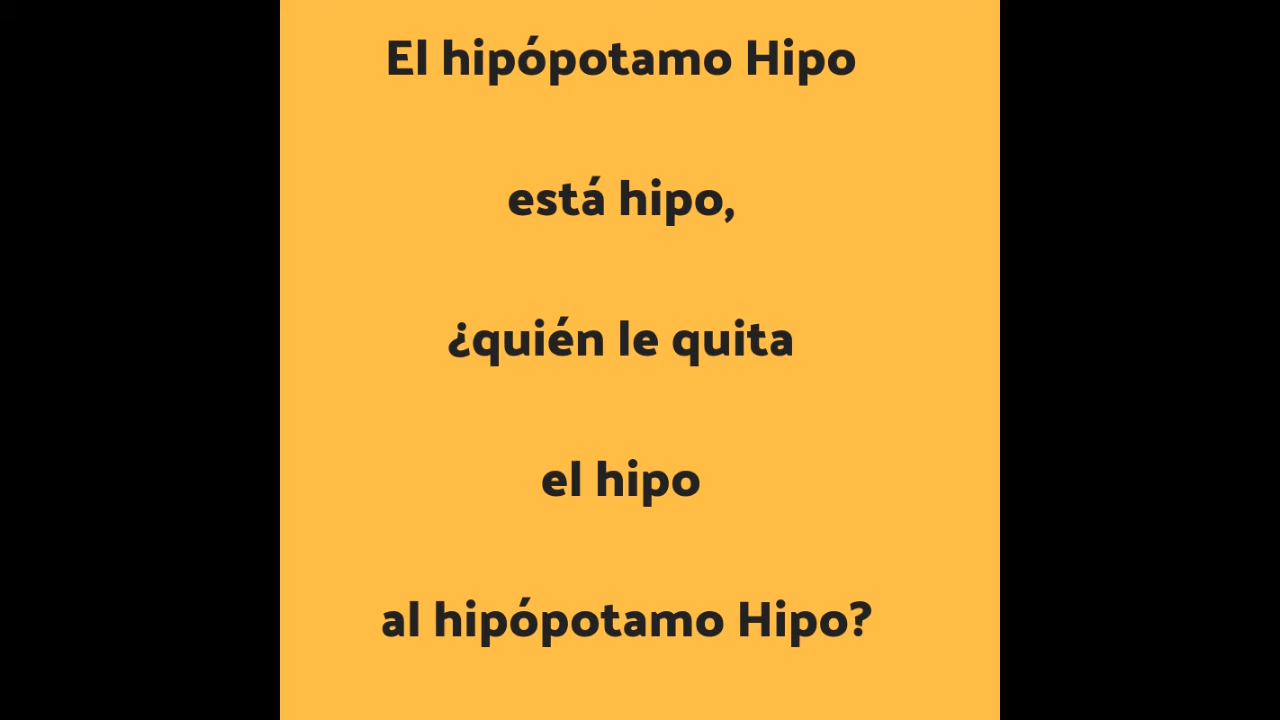 El hipópotamo Hipo
está hipo,
¿quién le quita
el hipo
al hipópotamo Hipo?